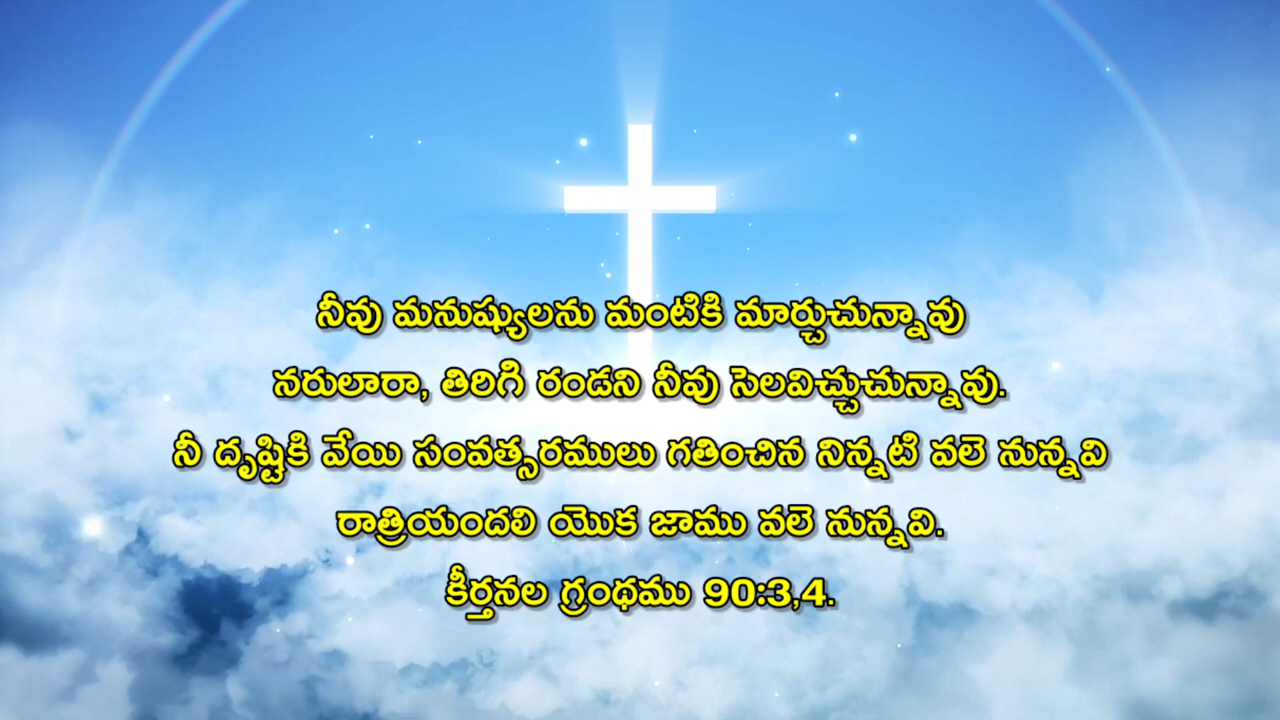 నీవు మనుష్యులను మంటికి మార్చుచున్నావు
నరులారా, తిరిగి రండని నీవు సెలవిచ్చుచున్నావు.
నీ దృష్టికి వేయి సంవత్సరములు గతించిన నిన్నటి వలె నున్నవి
రాత్రియందలి యొక జాము వలె నున్నవి.
కీర్తనల గ్రంథము 90:3,4.